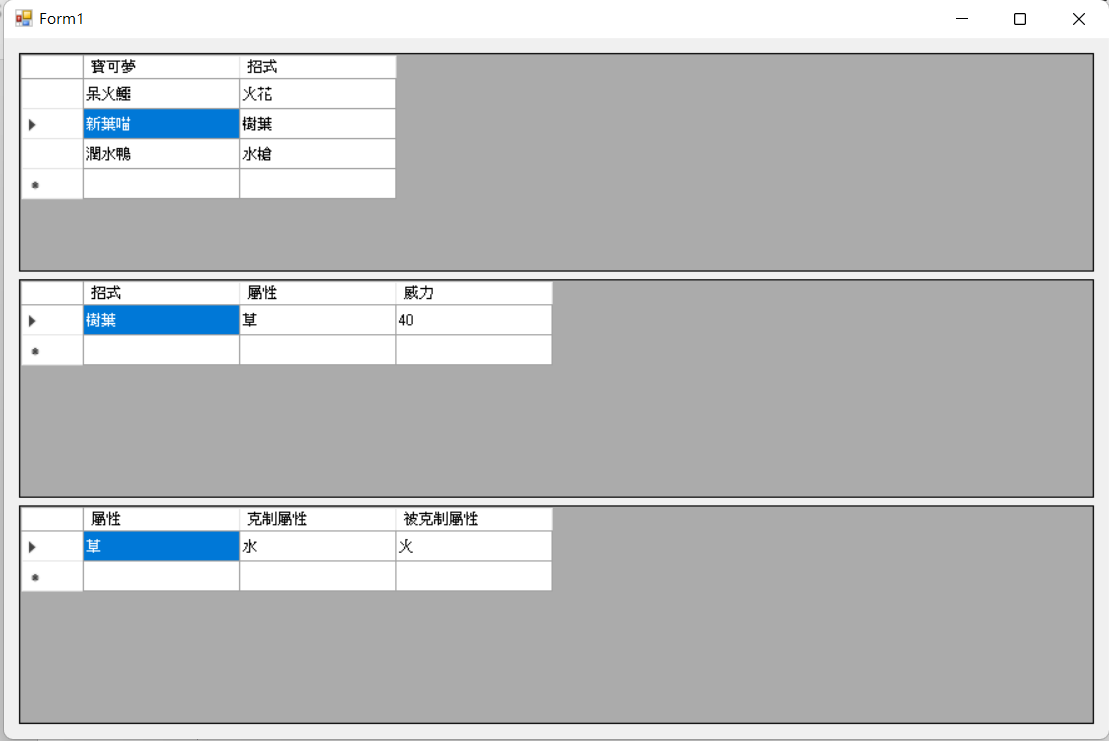 Form1
寶可夢 招式
呆火鱷 火花
新葉喵 樹葉
潤水鴨 水槍
招式 屬性 威力
樹葉 草 40
屬性 克制屬性 被克制屬性
草 水 火